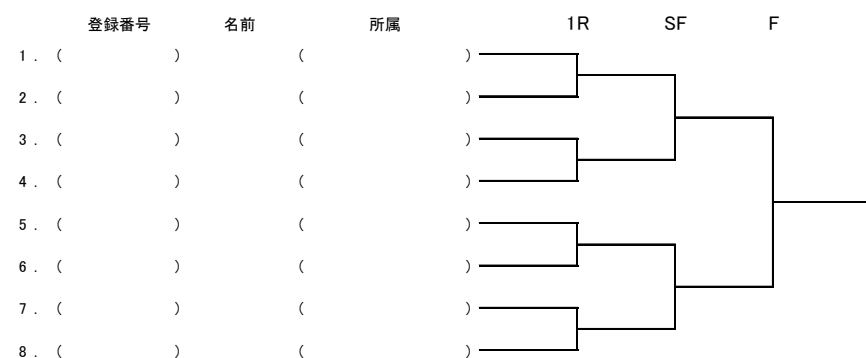 登録番号 名前 所属 1R SF F
1. ( ) ( )
2. ( ) ( )
3. ( ) ( )
4. ( ) ( )
5. ( ) ( )
6. ( ) ( )
7. ( ) ( )
8. ( ) ( )